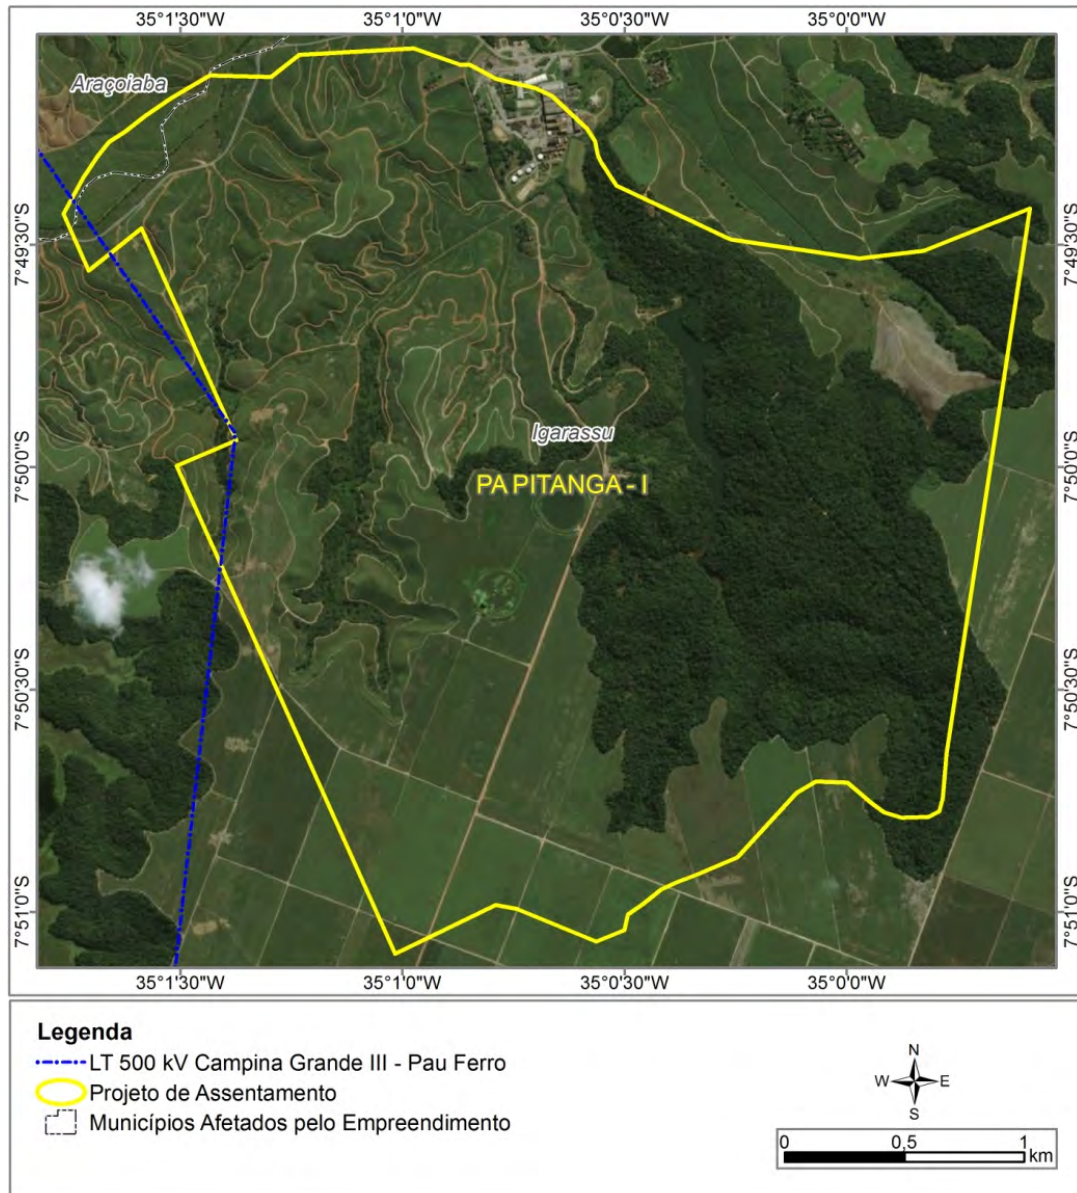 35°1'30"W 35°1'0"W 35°0'30"W 35°0'0"W
Araçoiaba
7°49'30"S 7°49'30"S
Igarassu
7°50'0"S 7°50'0"S
PA PITANGA - I
7°50'30"S 7°50'30"S
7°51'0"S 7°51'0"S
35°1'30"W 35°1'0"W 35°0'30"W 35°0'0"W
Legenda
LT 500 kV Campina Grande III - Pau Ferro
Projeto de Assentamento
Municípios Afetados pelo Empreendimento
N
W E
S
0 0,5 1
km